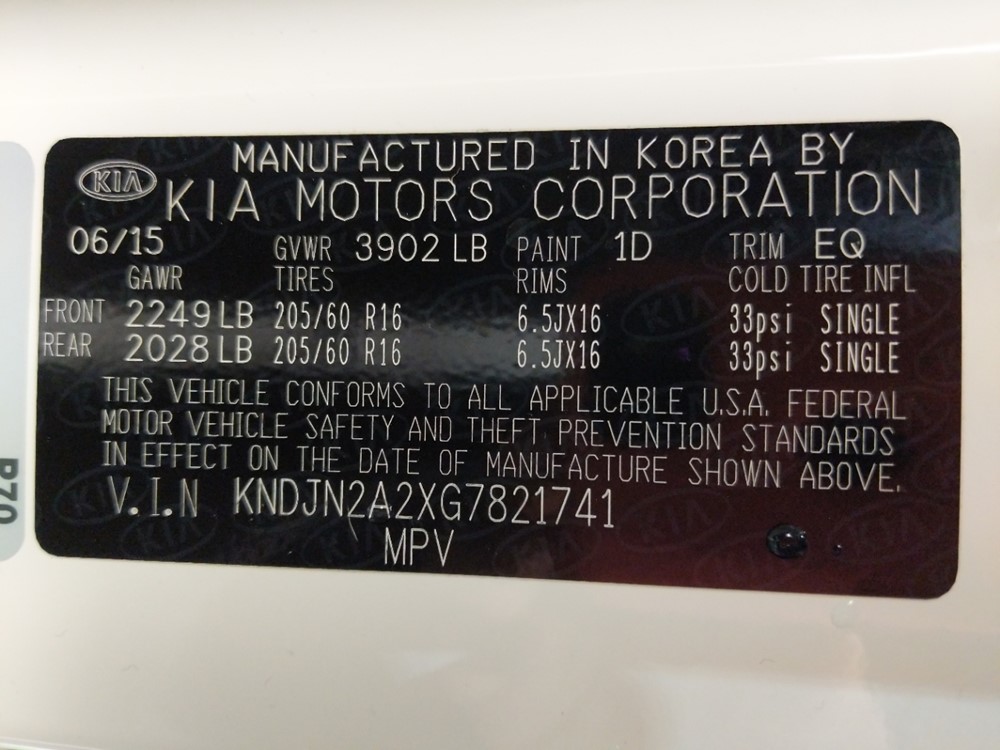 MANUFACTURED IN KOREA BY
KIA KIA MOTORS CORPORATION
06/15 GVWR 3902 LB PAINT 1D TRIM EQ
GAWR TIRES RIMS COLD TIRE INFL
FRONT 2249 LB 205/60 R16 6.5JX16 33psi SINGLE
REAR 2028 LB 205/60 R16 6.5JX16 33psi SINGLE
THIS VEHICLE CONFORMS TO ALL APPLICABLE U.S.A. FEDERAL
MOTOR VEHICLE SAFETY AND THEFT PREVENTION STANDARDS
IN EFFECT ON THE DATE OF MANUFACTURE SHOWN ABOVE.
V.I.N KNDJN2A2XG7821741
MPV